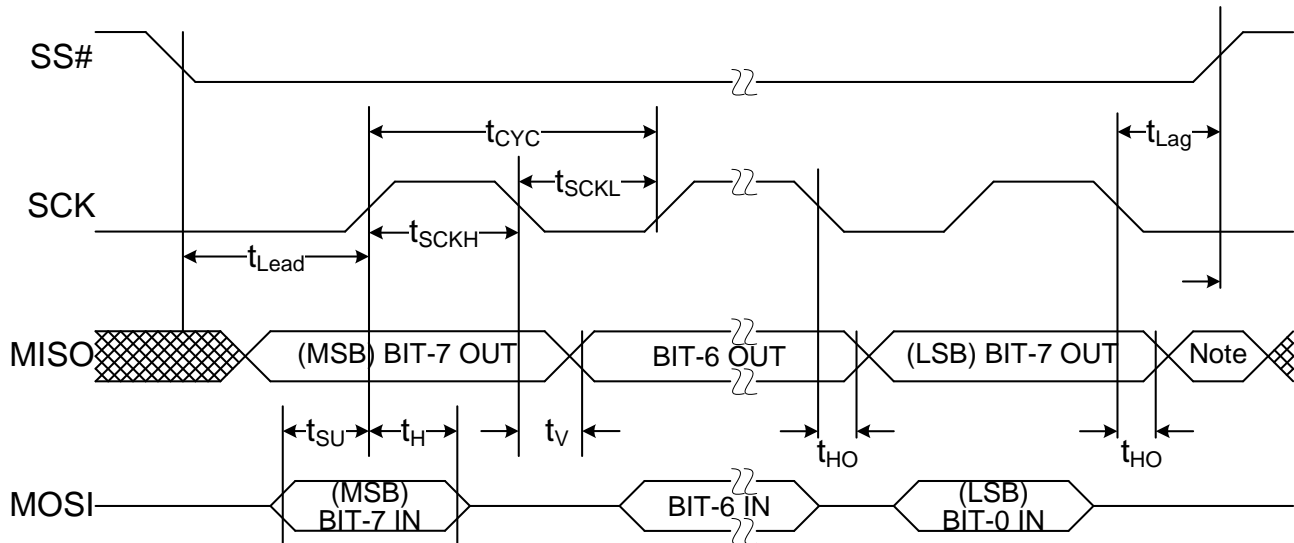 SS#
tCYC
tLag
tSCKL
SCK
tSCKH
tLead
MISO
(MSB) BIT-7 OUT
BIT-6 OUT
(LSB) BIT-7 OUT
Note
tSU
tH
tV
tHO
tHO
MOSI
(MSB)
BIT-7 IN
BIT-6 IN
(LSB)
BIT-0 IN